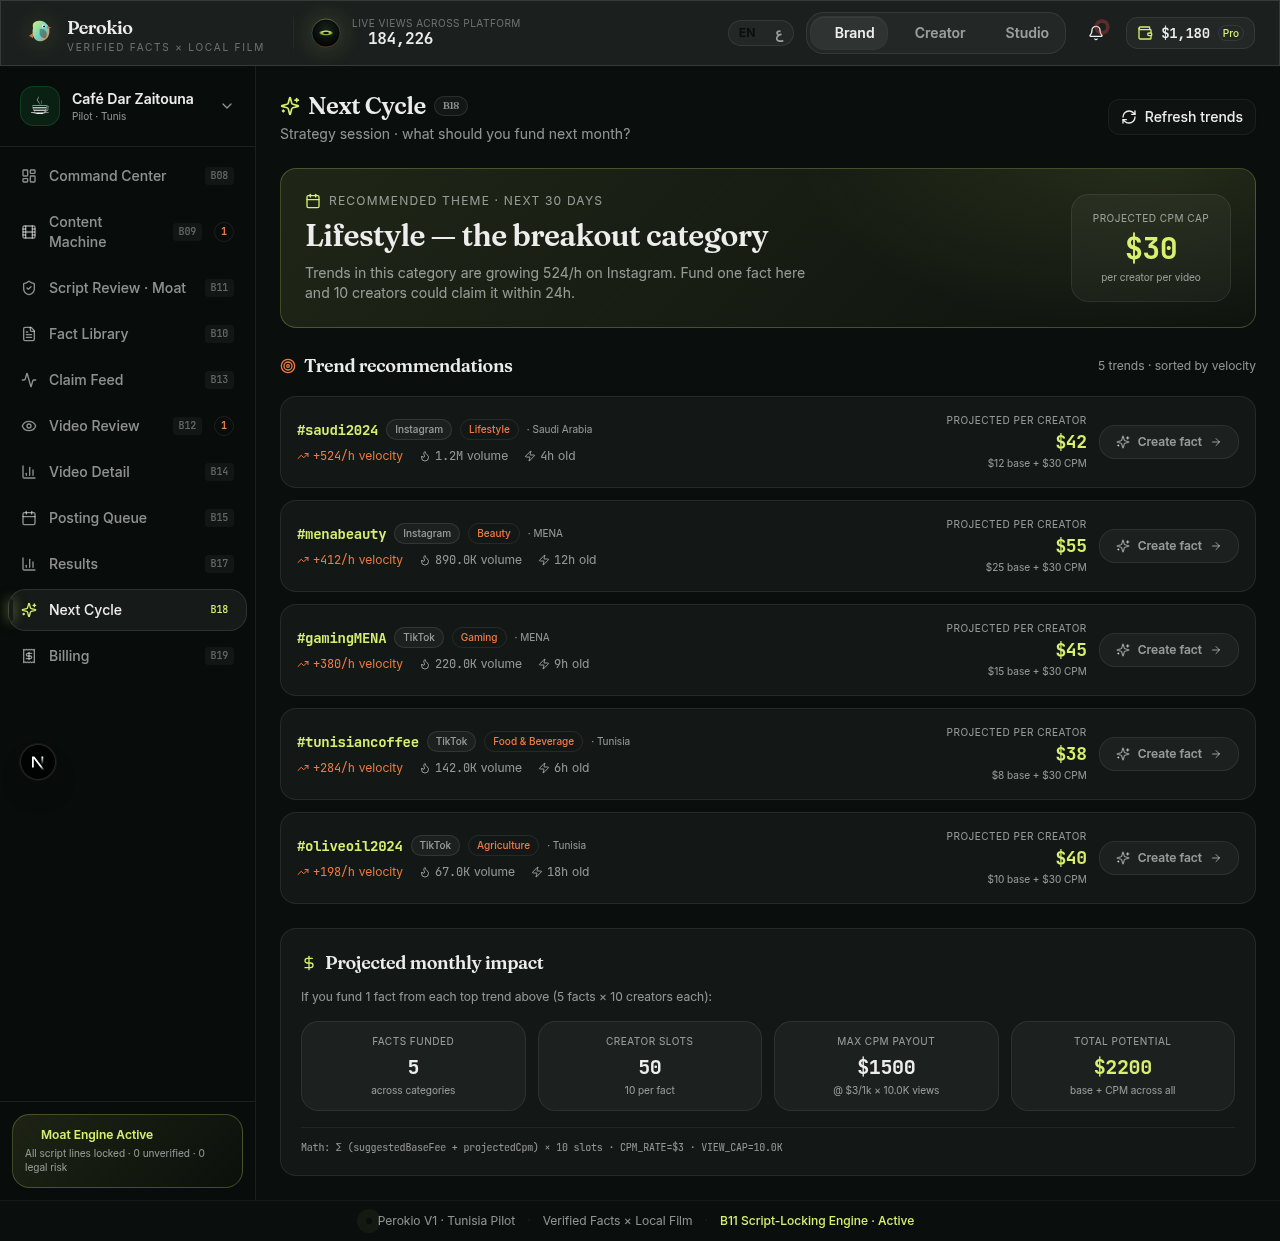 Perokio
VERIFIED FACTS × LOCAL FILM
LIVE VIEWS ACROSS PLATFORM
184,226
EN ع
Brand Creator Studio
$1,180 Pro
Café Dar Zaitouna
Pilot · Tunis
Command Center B08
Content Machine B09 1
Script Review · Moat B11
Fact Library B10
Claim Feed B13
Video Review B12 1
Video Detail B14
Posting Queue B15
Results B17
Next Cycle B18
Billing B19
N
Moat Engine Active
All script lines locked · 0 unverified · 0
legal risk
Next Cycle B18
Strategy session · what should you fund next month?
Refresh trends
RECOMMENDED THEME · NEXT 30 DAYS
Lifestyle — the breakout category
Trends in this category are growing 524/h on Instagram. Fund one fact here
and 10 creators could claim it within 24h.
PROJECTED CPM CAP
$30
per creator per video
Trend recommendations
5 trends · sorted by velocity
#saudi2024 Instagram Lifestyle · Saudi Arabia
+524/h velocity 1.2M volume 4h old
PROJECTED PER CREATOR
$42
$12 base + $30 CPM
Create fact
#menabeauty Instagram Beauty · MENA
+412/h velocity 890.0K volume 12h old
PROJECTED PER CREATOR
$55
$25 base + $30 CPM
Create fact
#gamingMENA TikTok Gaming · MENA
+380/h velocity 220.0K volume 9h old
PROJECTED PER CREATOR
$45
$15 base + $30 CPM
Create fact
#tunisiancoffee TikTok Food & Beverage · Tunisia
+284/h velocity 142.0K volume 6h old
PROJECTED PER CREATOR
$38
$8 base + $30 CPM
Create fact
#oliveoil2024 TikTok Agriculture · Tunisia
+198/h velocity 67.0K volume 18h old
PROJECTED PER CREATOR
$40
$10 base + $30 CPM
Create fact
Projected monthly impact
If you fund 1 fact from each top trend above (5 facts × 10 creators each):
FACTS FUNDED
5
across categories
CREATOR SLOTS
50
10 per fact
MAX CPM PAYOUT
$1500
@ $3/1k × 10.0K views
TOTAL POTENTIAL
$2200
base + CPM across all
Math: Σ (suggestedBaseFee + projectedCpm) × 10 slots · CPM_RATE=$3 · VIEW_CAP=10.0K
Perokio V1 · Tunisia Pilot · Verified Facts × Local Film · B11 Script-Locking Engine · Active